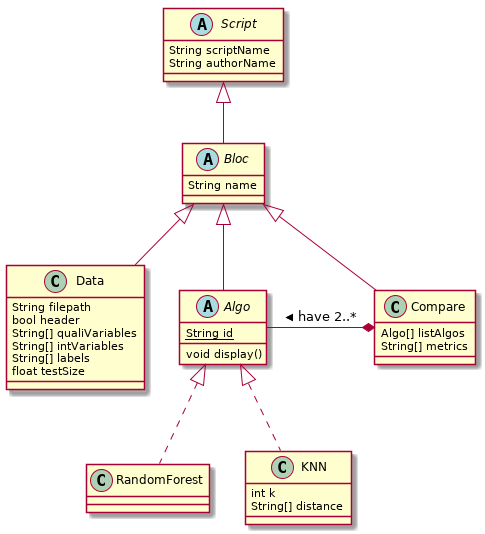 A Script
String scriptName
String authorName
A Bloc
String name
C Data
String filepath
bool header
String[] qualiVariables
String[] intVariables
String[] labels
float testSize
A Algo
String id
void display()
◄ have 2..*
C Compare
Algo[] listAlgos
String[] metrics
C RandomForest
C KNN
int k
String[] distance